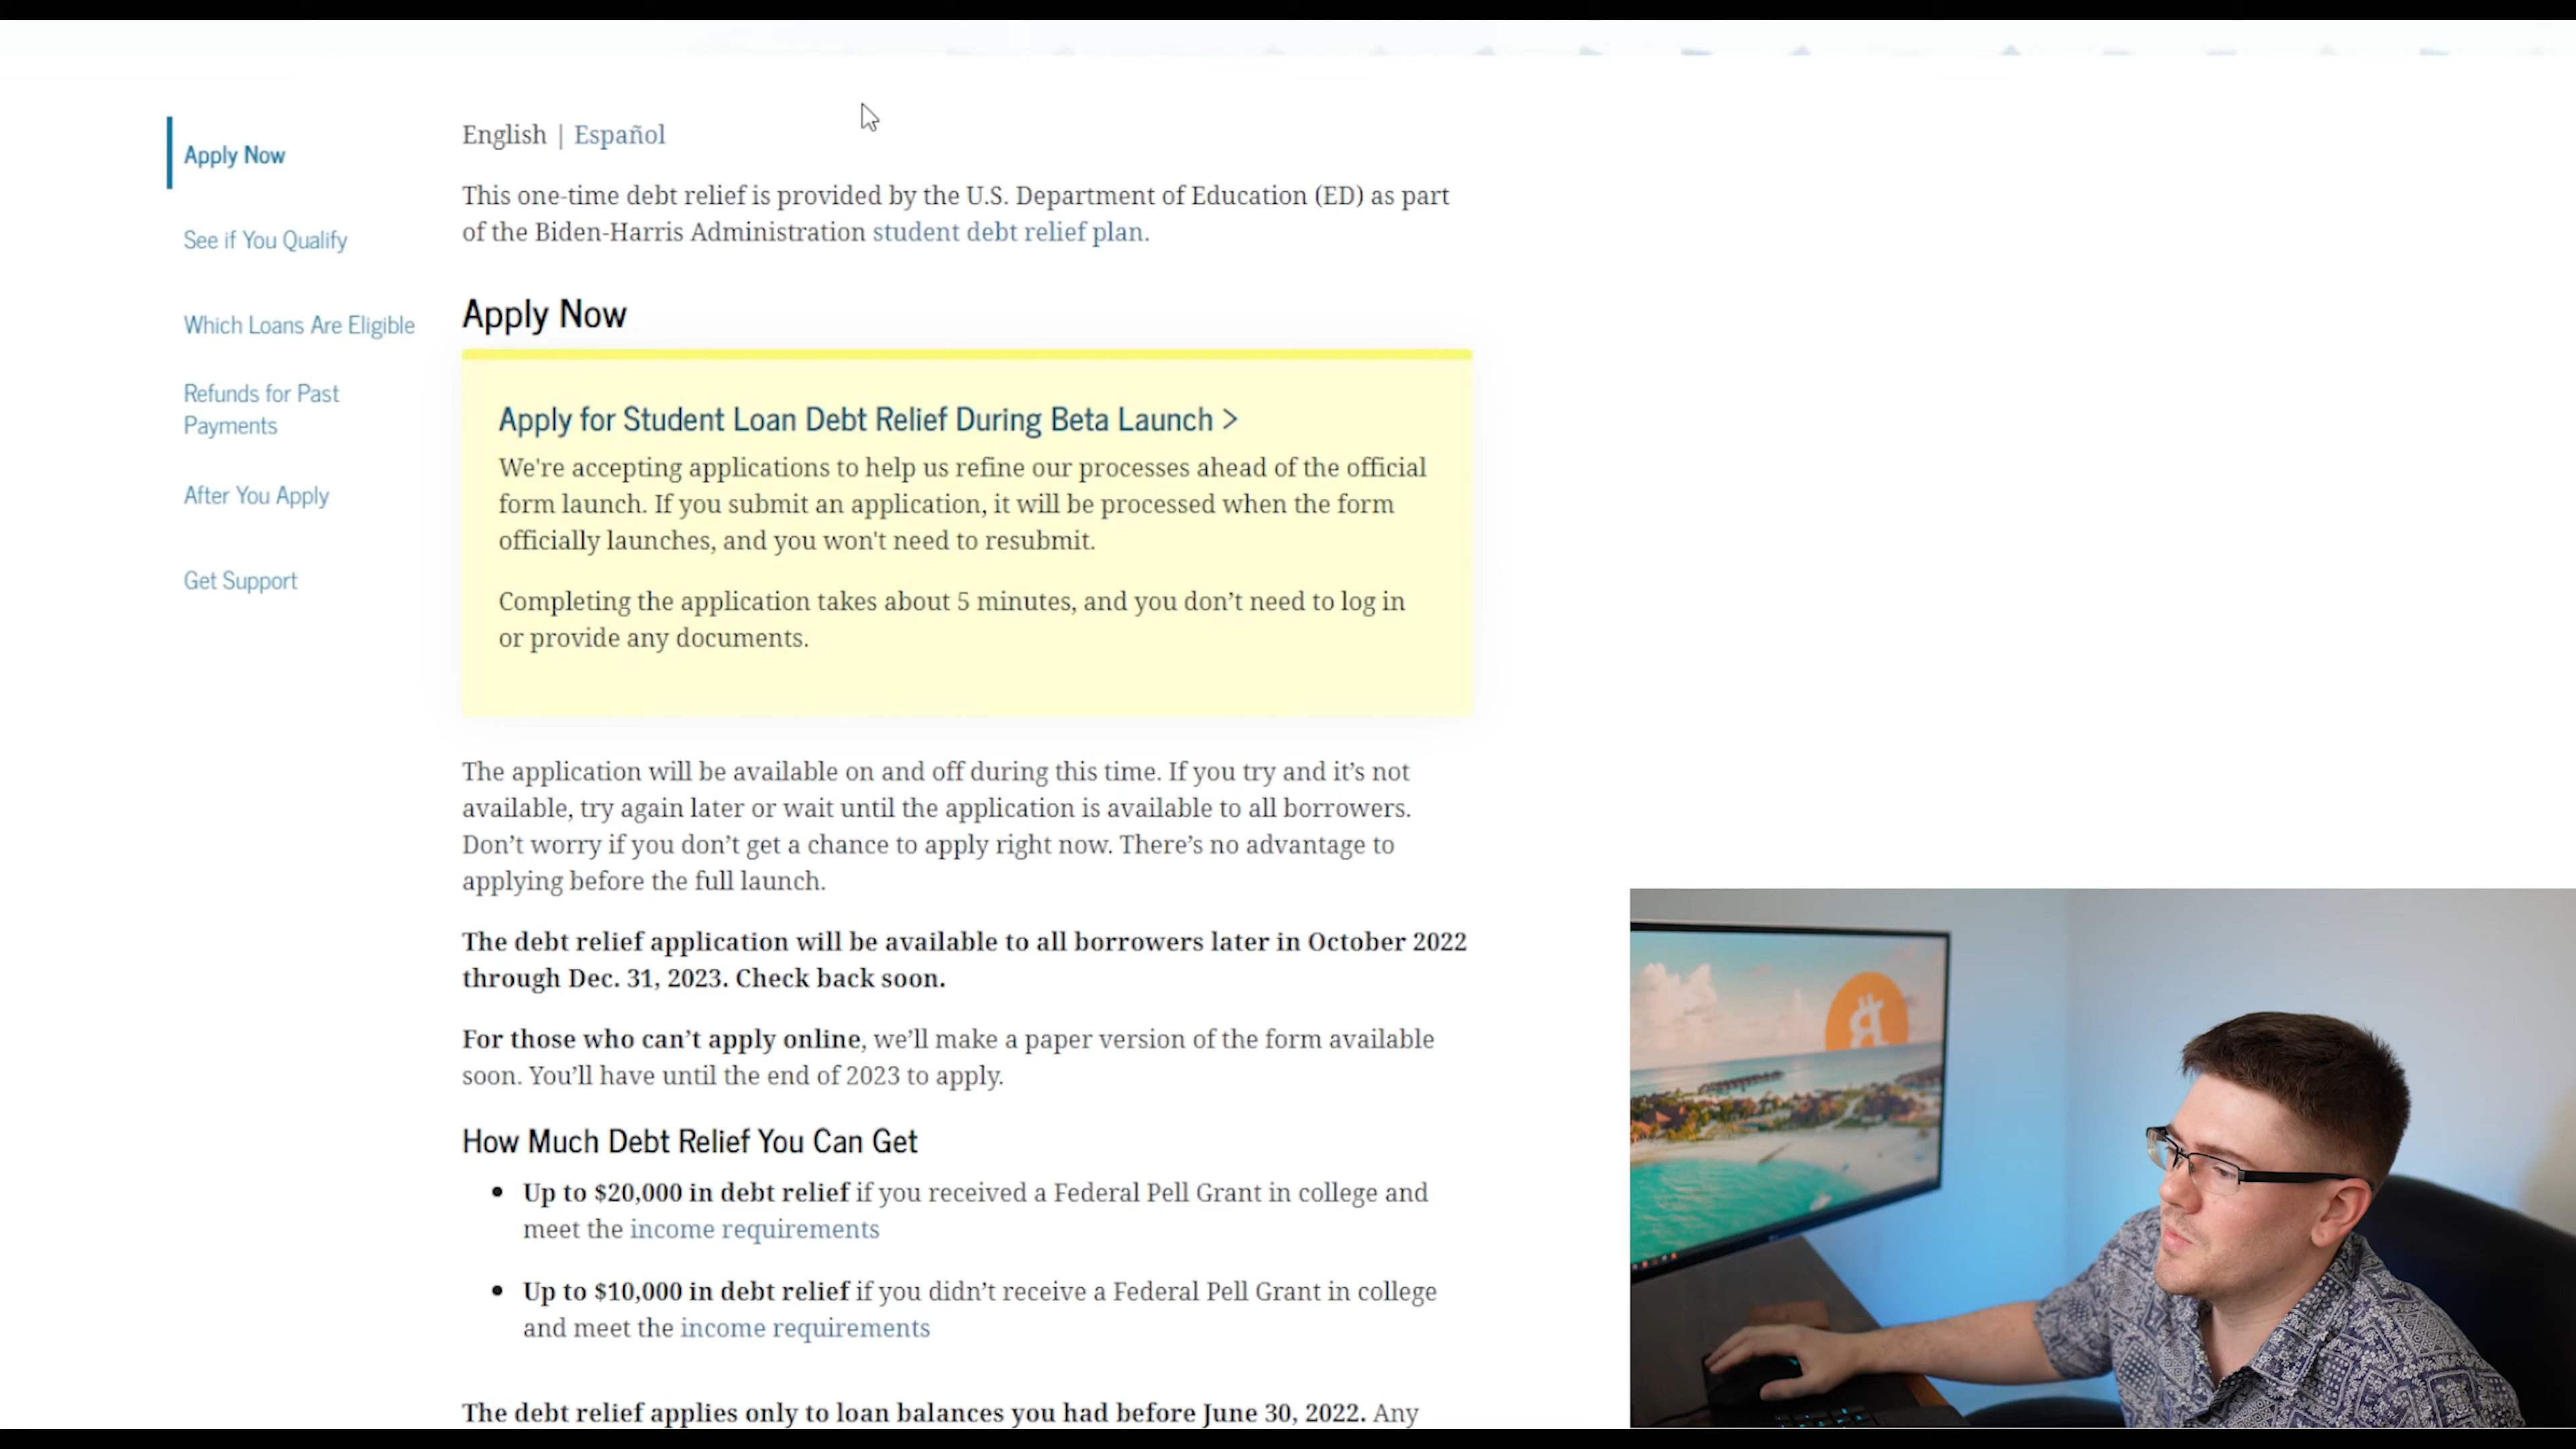 English | Español
Apply Now
This one-time debt relief is provided by the U.S. Department of Education (ED) as part
of the Biden-Harris Administration student debt relief plan.
See if You Qualify
Which Loans Are Eligible
Refunds for Past
Payments
After You Apply
Get Support
Apply Now
Apply for Student Loan Debt Relief During Beta Launch >
We're accepting applications to help us refine our processes ahead of the official
form launch. If you submit an application, it will be processed when the form
officially launches, and you won't need to resubmit.
Completing the application takes about 5 minutes, and you don’t need to log in
or provide any documents.
The application will be available on and off during this time. If you try and it’s not
available, try again later or wait until the application is available to all borrowers.
Don’t worry if you don’t get a chance to apply right now. There’s no advantage to
applying before the full launch.
The debt relief application will be available to all borrowers later in October 2022
through Dec. 31, 2023. Check back soon.
For those who can’t apply online, we’ll make a paper version of the form available
soon. You’ll have until the end of 2023 to apply.
How Much Debt Relief You Can Get
• Up to $20,000 in debt relief if you received a Federal Pell Grant in college and
meet the income requirements
• Up to $10,000 in debt relief if you didn’t receive a Federal Pell Grant in college
and meet the income requirements
The debt relief applies only to loan balances you had before June 30, 2022. Any